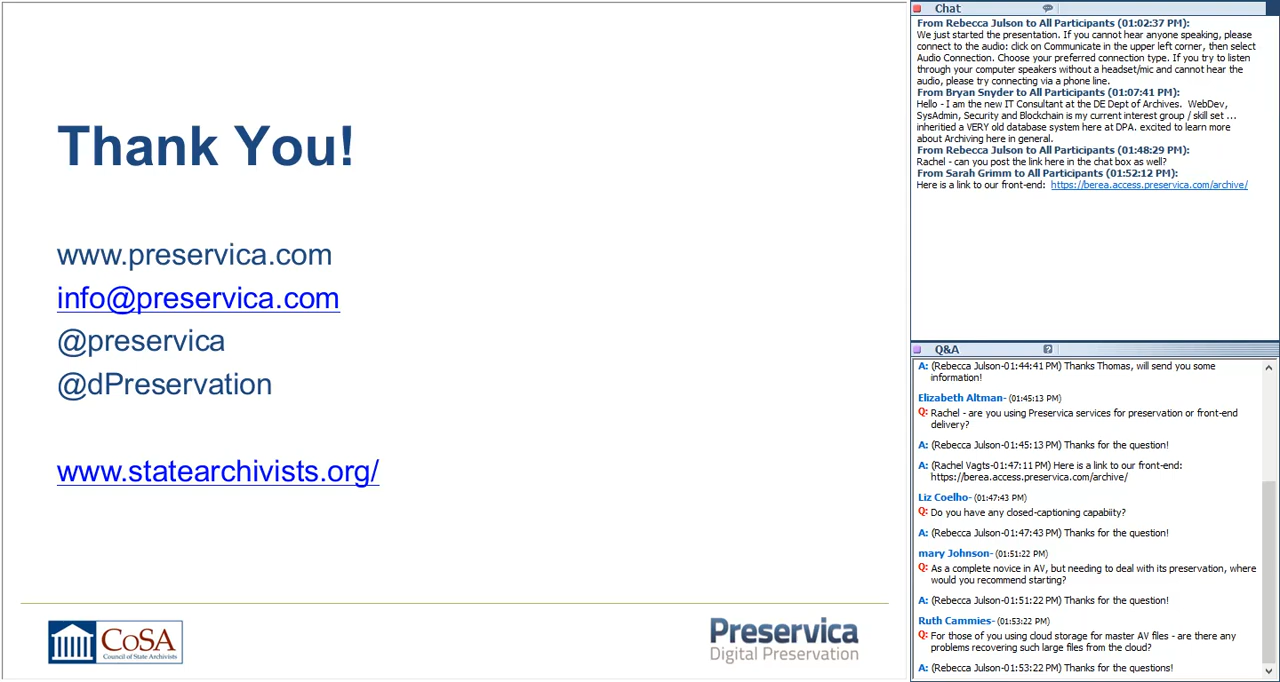 Thank You!
www.preservica.com
info@preservica.com
@preservica
@dPreservation
www.statearchivists.org/
CoSA
Council of State Archivists
Preservica
Digital Preservation
Chat
From Rebecca Julson to All Participants (01:02:37 PM):
We just started the presentation. If you cannot hear anyone speaking, please
connect to the audio: click on Communicate in the upper left corner, then select
Audio Connection. Choose your preferred connection type. If you try to listen
through your computer speakers without a headset/mic and cannot hear the
audio, please try connecting via a phone line.
From Bryan Snyder to All Participants (01:07:41 PM):
Hello - I am the new IT Consultant at the DE Dept of Archives.  WebDev,
SysAdmin, Security and Blockchain is my current interest group / skill set ...
inheritied a VERY old database system here at DPA. excited to learn more
about Archiving here in general.
From Rebecca Julson to All Participants (01:48:29 PM):
Rachel - can you post the link here in the chat box as well?
From Sarah Grimm to All Participants (01:52:12 PM):
Here is a link to our front-end:  https://berea.access.preservica.com/archive/
Q&A
A: (Rebecca Julson-01:44:41 PM) Thanks Thomas, will send you some
information!
Elizabeth Altman- (01:45:13 PM)
Q: Rachel - are you using Preservica services for preservation or front-end
delivery?
A: (Rebecca Julson-01:45:13 PM) Thanks for the question!
A: (Rachel Vagts-01:47:11 PM) Here is a link to our front-end:
https://berea.access.preservica.com/archive/
Liz Coelho- (01:47:43 PM)
Q: Do you have any closed-captioning capabiity?
A: (Rebecca Julson-01:47:43 PM) Thanks for the question!
mary Johnson- (01:51:22 PM)
Q: As a complete novice in AV, but needing to deal with its preservation, where
would you recommend starting?
A: (Rebecca Julson-01:51:22 PM) Thanks for the question!
Ruth Cammies- (01:53:22 PM)
Q: For those of you using cloud storage for master AV files - are there any
problems recovering such large files from the cloud?
A: (Rebecca Julson-01:53:22 PM) Thanks for the questions!